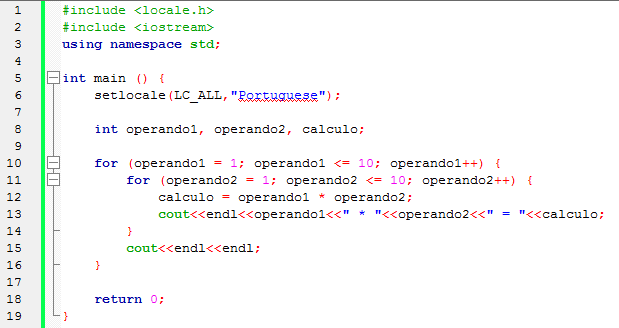 1 #include <locale.h>
2 #include <iostream>
3 using namespace std;
4
5 int main () {
6 setlocale(LC_ALL,"Portuguese");
7
8 int operando1, operando2, calculo;
9
10 for (operando1 = 1; operando1 <= 10; operando1++) {
11 for (operando2 = 1; operando2 <= 10; operando2++) {
12 calculo = operando1 * operando2;
13 cout<<endl<<operando1<<" * "<<operando2<<" = "<<calculo;
14 }
15 cout<<endl<<endl;
16 }
17
18 return 0;
19 }